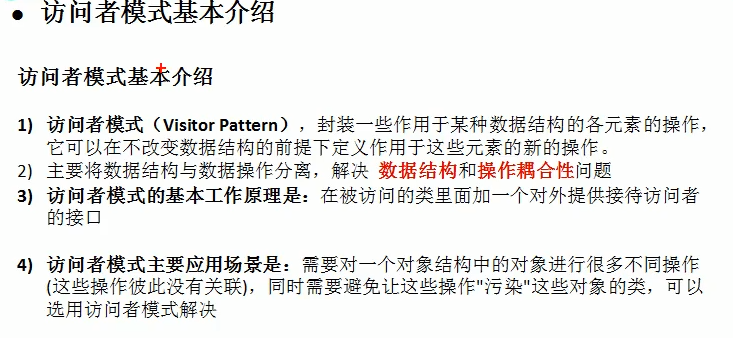 ● 访问者模式基本介绍
访问者模式基本介绍
1) 访问者模式（Visitor Pattern），封装一些作用于某种数据结构的各元素的操作，
它可以在不改变数据结构的前提下定义作用于这些元素的新的操作。
2) 主要将数据结构与数据操作分离，解决 数据结构和操作耦合性问题
3) 访问者模式的基本工作原理是：在被访问的类里面加一个对外提供接待访问者
的接口
4) 访问者模式主要应用场景是：需要对一个对象结构中的对象进行很多不同操作
(这些操作彼此没有关联)，同时需要避免让这些操作"污染"这些对象的类，可以
选用访问者模式解决